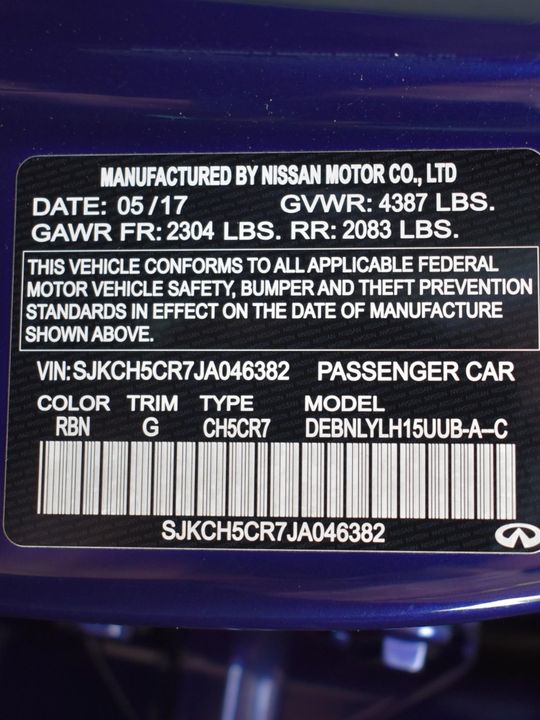 MANUFACTURED BY NISSAN MOTOR CO., LTD
DATE: 05/17 GVWR: 4387 LBS.
GAWR FR: 2304 LBS. RR: 2083 LBS.
THIS VEHICLE CONFORMS TO ALL APPLICABLE FEDERAL
MOTOR VEHICLE SAFETY, BUMPER AND THEFT PREVENTION
STANDARDS IN EFFECT ON THE DATE OF MANUFACTURE
SHOWN ABOVE.
VIN: SJKCH5CR7JA046382 PASSENGER CAR
COLOR TRIM TYPE MODEL
RBN G CH5CR7 DEBNLYLH15UUB-A-C
SJKCH5CR7JA046382